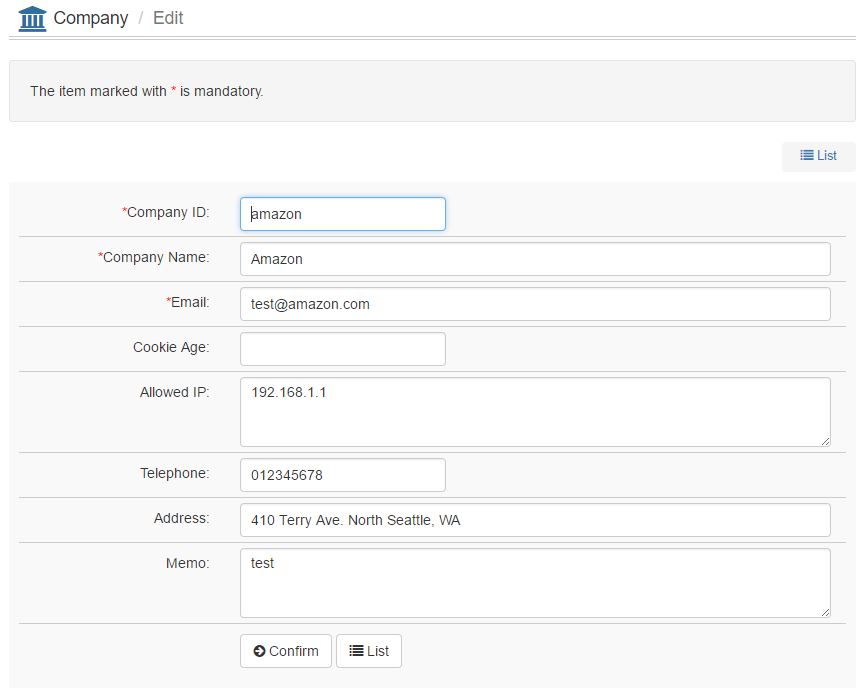 Company / Edit
The item marked with * is mandatory.
List
*Company ID: amazon
*Company Name: Amazon
*Email: test@amazon.com
Cookie Age:
Allowed IP: 192.168.1.1
Telephone: 012345678
Address: 410 Terry Ave. North Seattle, WA
Memo: test
Confirm List